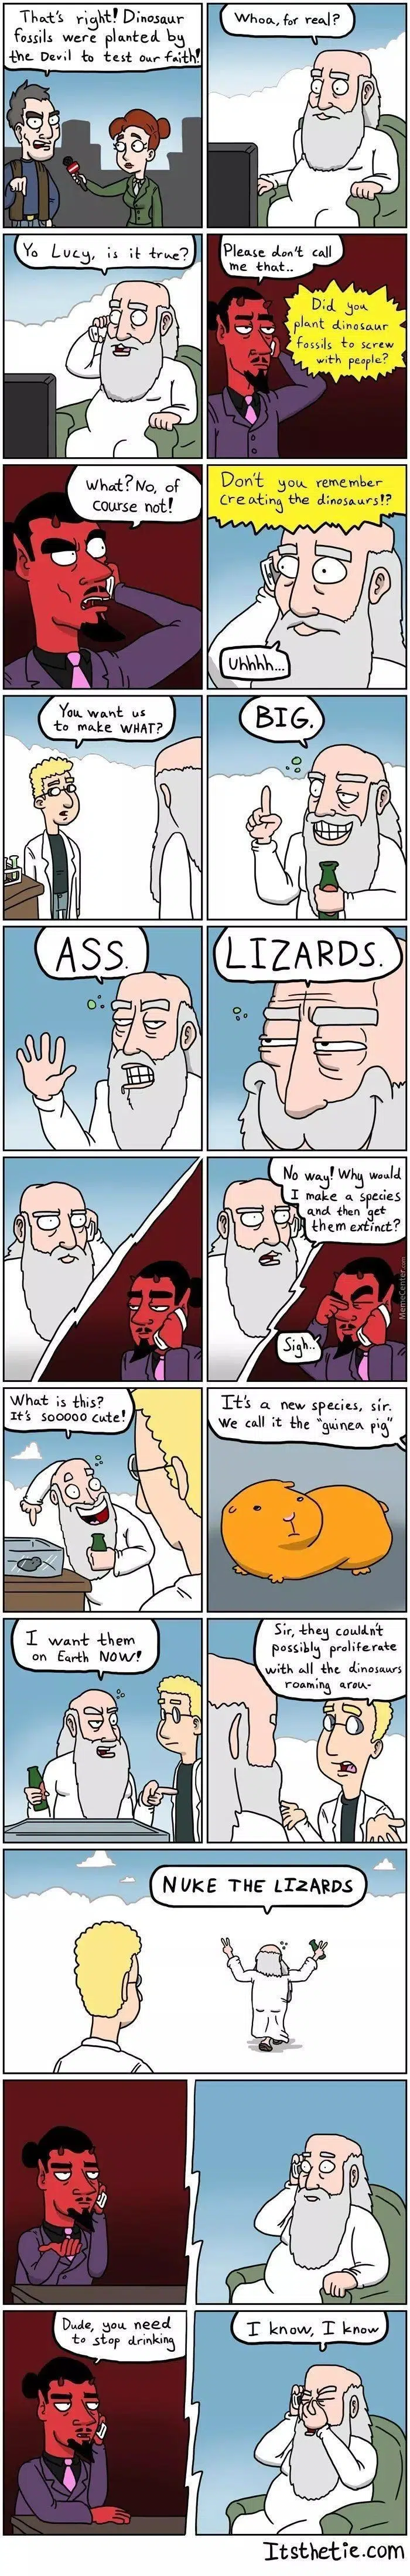 That's right! Dinosaur
fossils were planted by
the Devil to test our faith!
Whoa, for real?
Yo Lucy, is it true?
Please don't call
me that..
Did you
plant dinosaur
fossils to screw
with people?
What? No, of
course not!
Don't you remember
creating the dinosaurs!?
Uhhhh...
You want us
to make WHAT?
BIG.
ASS.
LIZARDS.
No way! Why would
I make a species
and then get
them extinct?
Sigh..
MemeCenter.com
What is this?
It's sooooo cute!
It's a new species, sir.
We call it the "guinea pig"
I want them
on Earth NOW!
Sir, they couldn't
possibly proliferate
with all the dinosaurs
roaming arou-
NUKE THE LIZARDS
Dude, you need
to stop drinking
I know, I know
Itsthetie.com